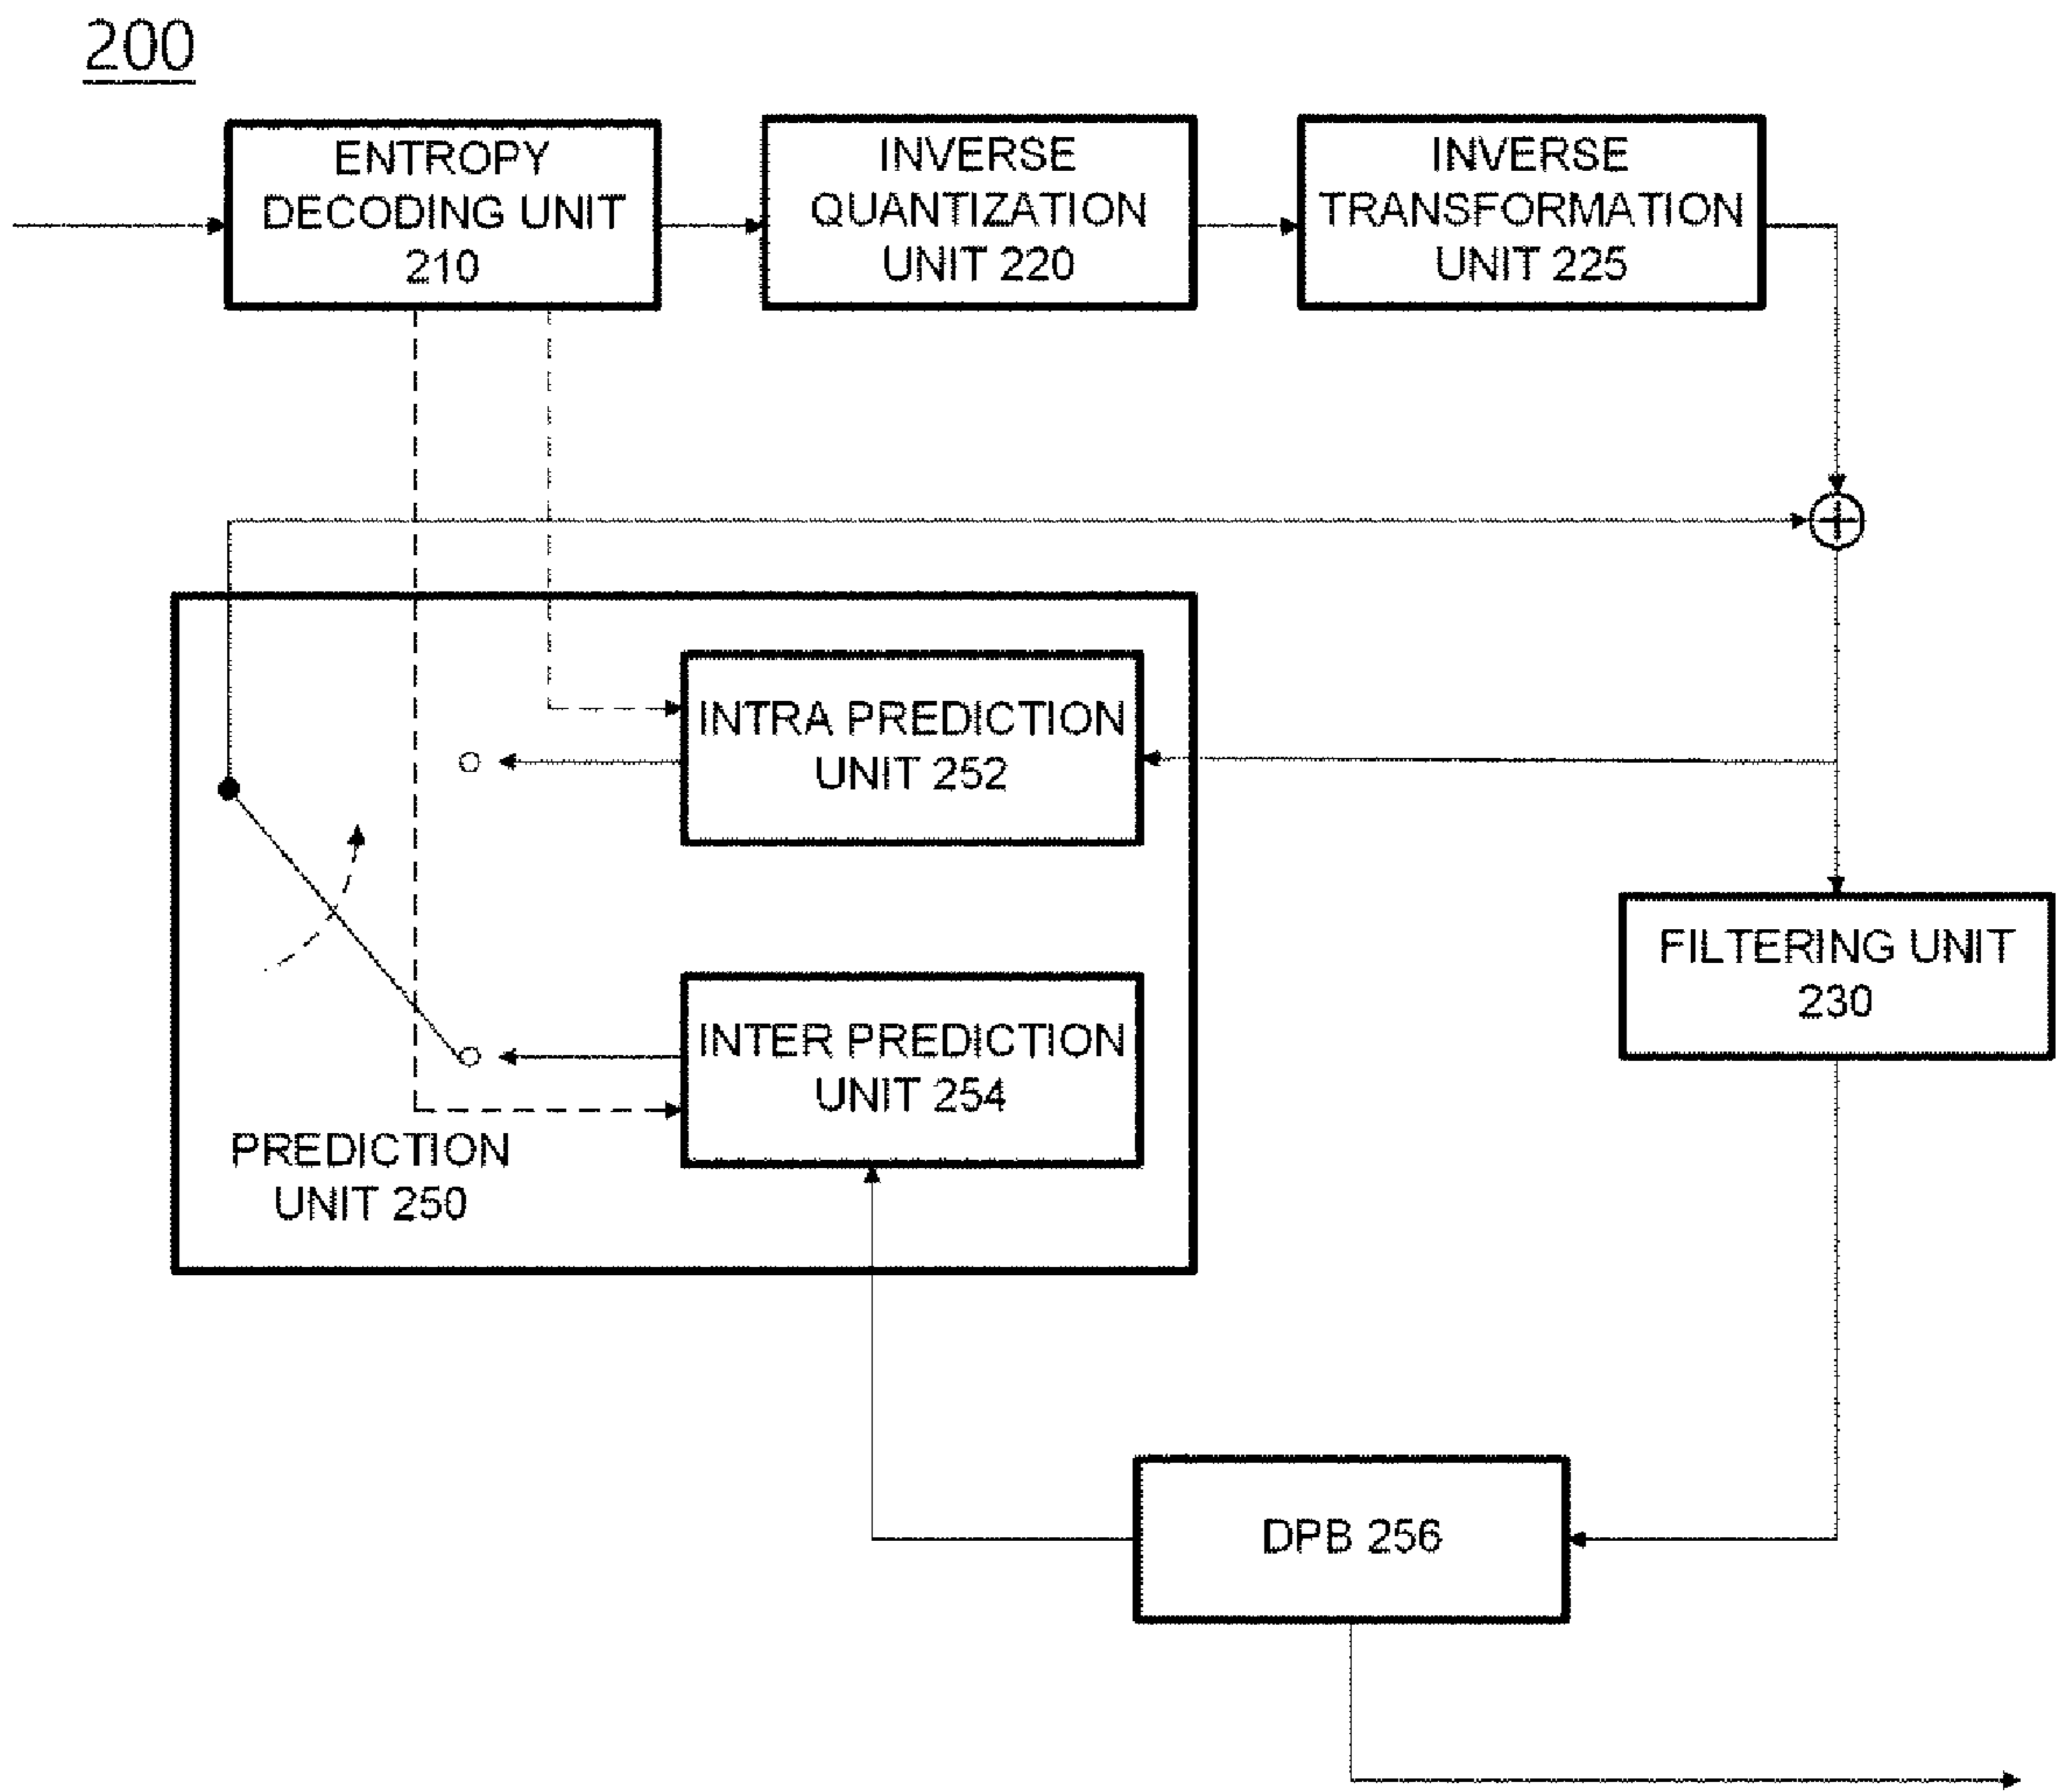 200
ENTROPY
DECODING UNIT
210
INVERSE
QUANTIZATION
UNIT 220
INVERSE
TRANSFORMATION
UNIT 225
INTRA PREDICTION
UNIT 252
FILTERING UNIT
230
INTER PREDICTION
UNIT 254
PREDICTION
UNIT 250
DPB 256